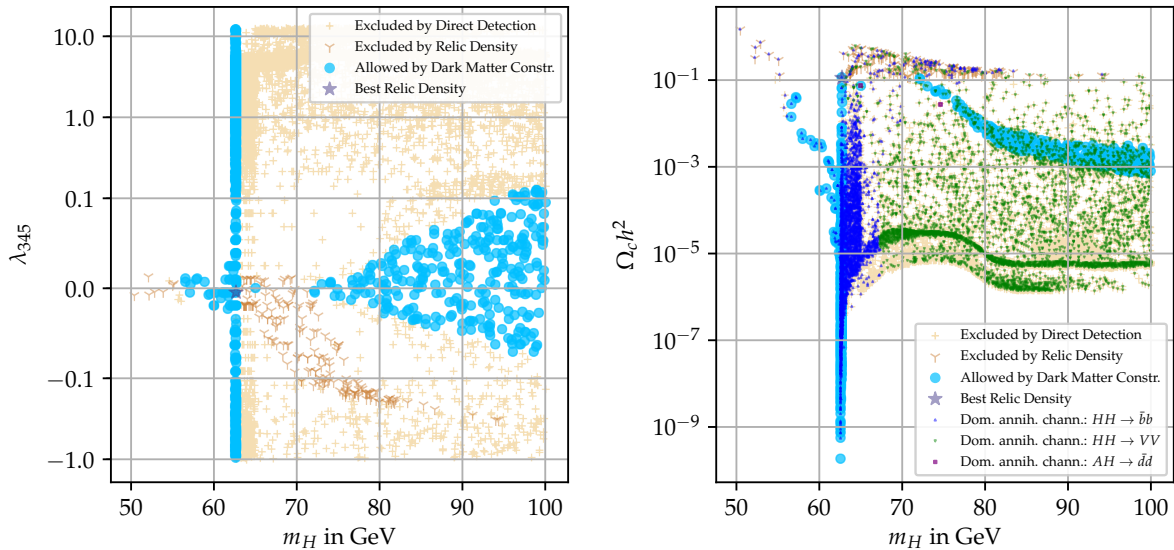 10.0
1.0
0.1
0.0
−0.1
−1.0
λ345
50 60 70 80 90 100
m_H in GeV
Excluded by Direct Detection
Excluded by Relic Density
Allowed by Dark Matter Constr.
Best Relic Density
10^−1
10^−3
10^−5
10^−7
10^−9
Ω_c h^2
50 60 70 80 90 100
m_H in GeV
Excluded by Direct Detection
Excluded by Relic Density
Allowed by Dark Matter Constr.
Best Relic Density
Dom. annih. chann.: HH → b̄b
Dom. annih. chann.: HH → VV
Dom. annih. chann.: AH → d̄d